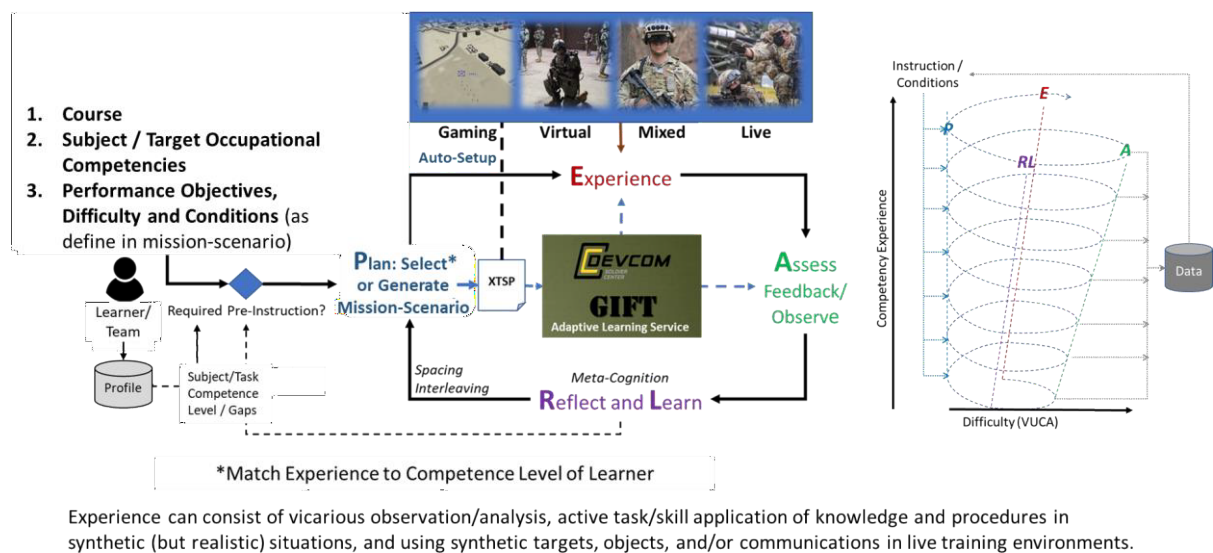 1. Course
2. Subject / Target Occupational
Competencies
3. Performance Objectives,
Difficulty and Conditions (as
define in mission-scenario)
Gaming Virtual Mixed Live
Auto-Setup
Experience
Learner/
Team
Profile
Required Pre-Instruction?
Subject/Task
Competence
Level / Gaps
Plan: Select*
or Generate
Mission-Scenario
XTSP
DEVCOM
SOLDIER
CENTER
GIFT
Adaptive Learning Service
Assess
Feedback/
Observe
Spacing
Interleaving
Meta-Cognition
Reflect and Learn
*Match Experience to Competence Level of Learner
Instruction /
Conditions
E
P
A
RL
Competency Experience
Data
Difficulty (VUCA)
Experience can consist of vicarious observation/analysis, active task/skill application of knowledge and procedures in
synthetic (but realistic) situations, and using synthetic targets, objects, and/or communications in live training environments.